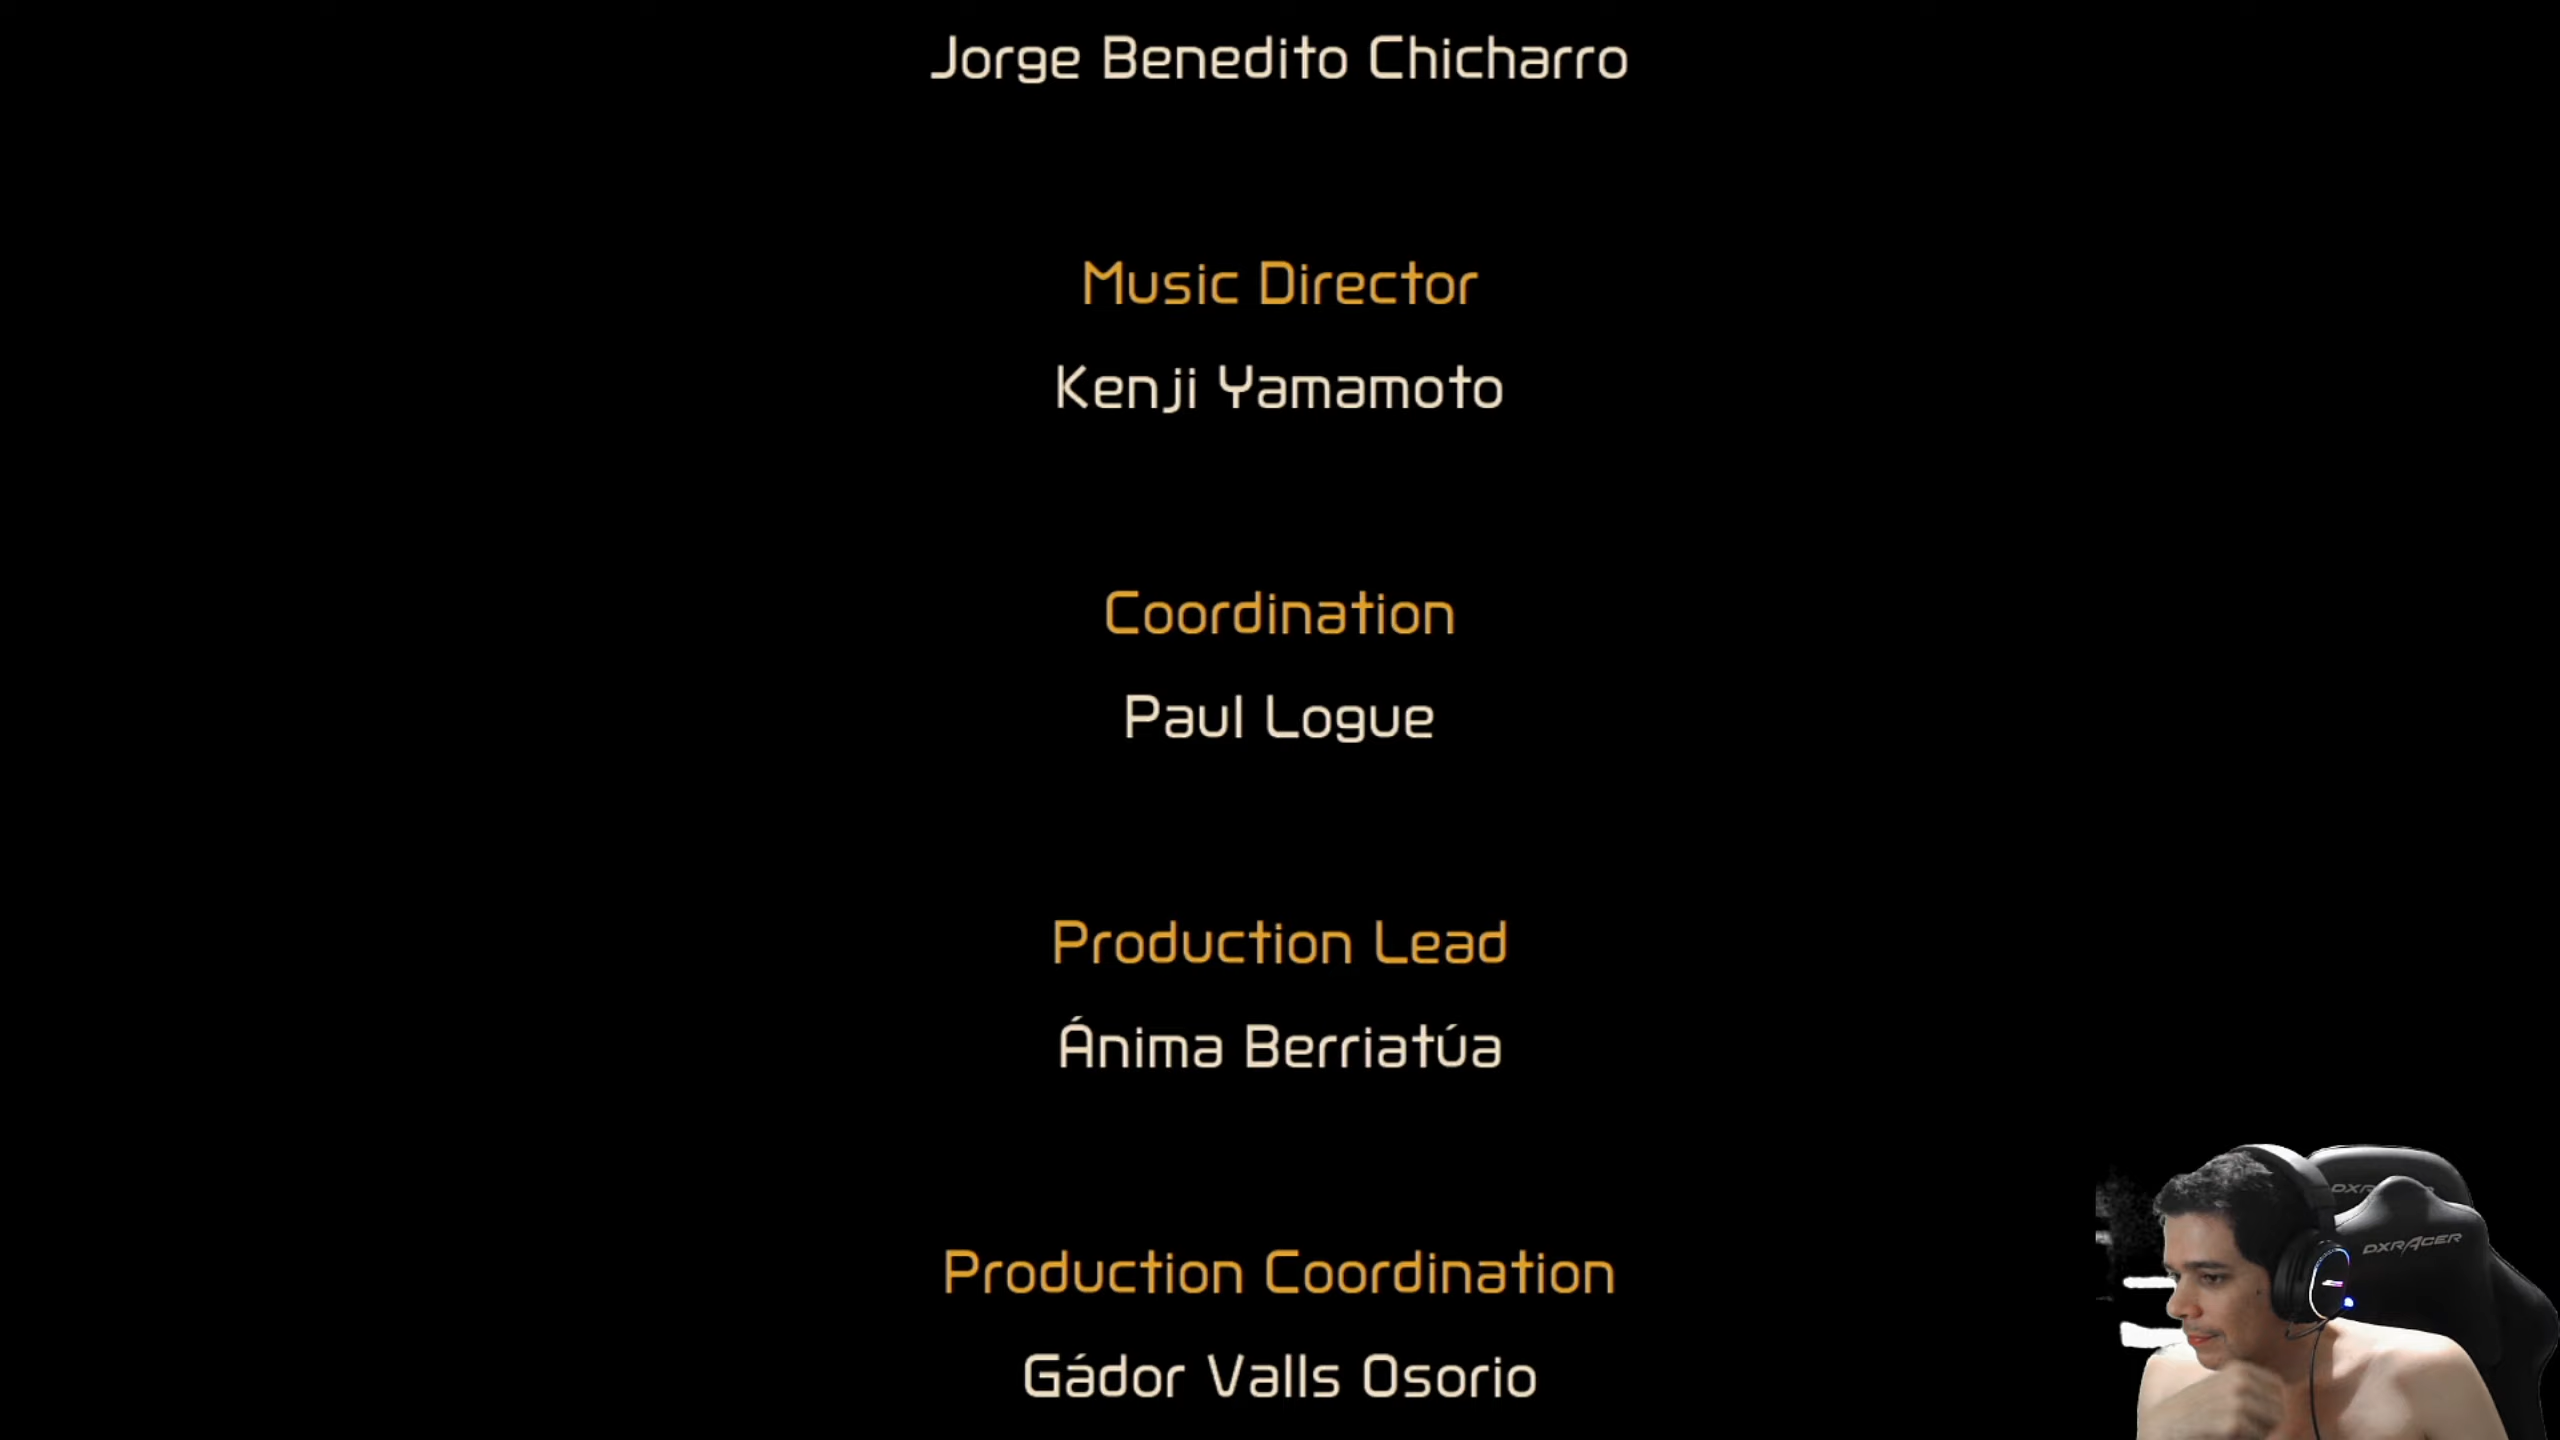 Jorge Benedito Chicharro
Music Director
Kenji Yamamoto
Coordination
Paul Logue
Production Lead
Ánima Berriatúa
Production Coordination
Gádor Valls Osorio
DXRACER